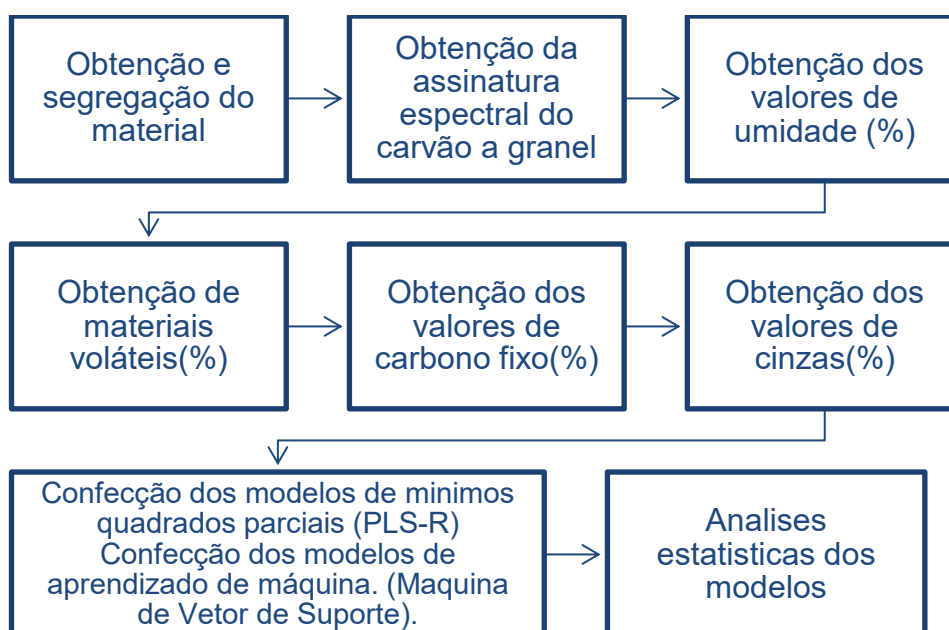 Obtenção e
segregação do
material
Obtenção da
assinatura
espectral do
carvão a granel
Obtenção dos
valores de
umidade (%)
Obtenção de
materiais
voláteis(%)
Obtenção dos
valores de
carbono fixo(%)
Obtenção dos
valores de
cinzas(%)
Confecção dos modelos de minimos
quadrados parciais (PLS-R)
Confecção dos modelos de
aprendizado de máquina. (Maquina
de Vetor de Suporte).
Analises
estatisticas dos
modelos